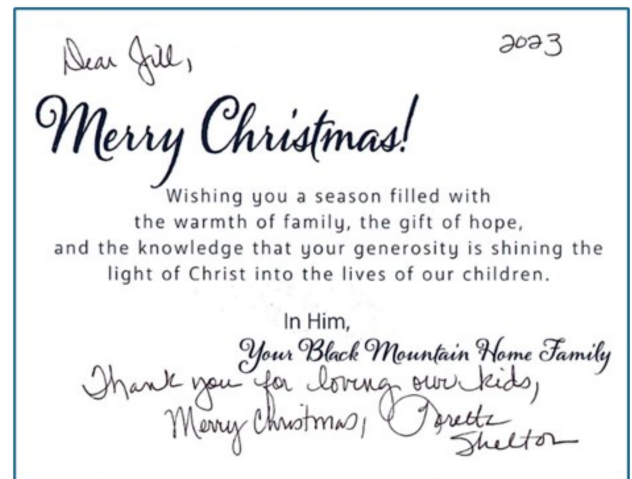 Dear Jill,
2023
Merry Christmas!
Wishing you a season filled with
the warmth of family, the gift of hope,
and the knowledge that your generosity is shining the
light of Christ into the lives of our children.
In Him,
Your Black Mountain Home Family
Thank you for loving our kids,
Merry Christmas, Loretta
Shelton